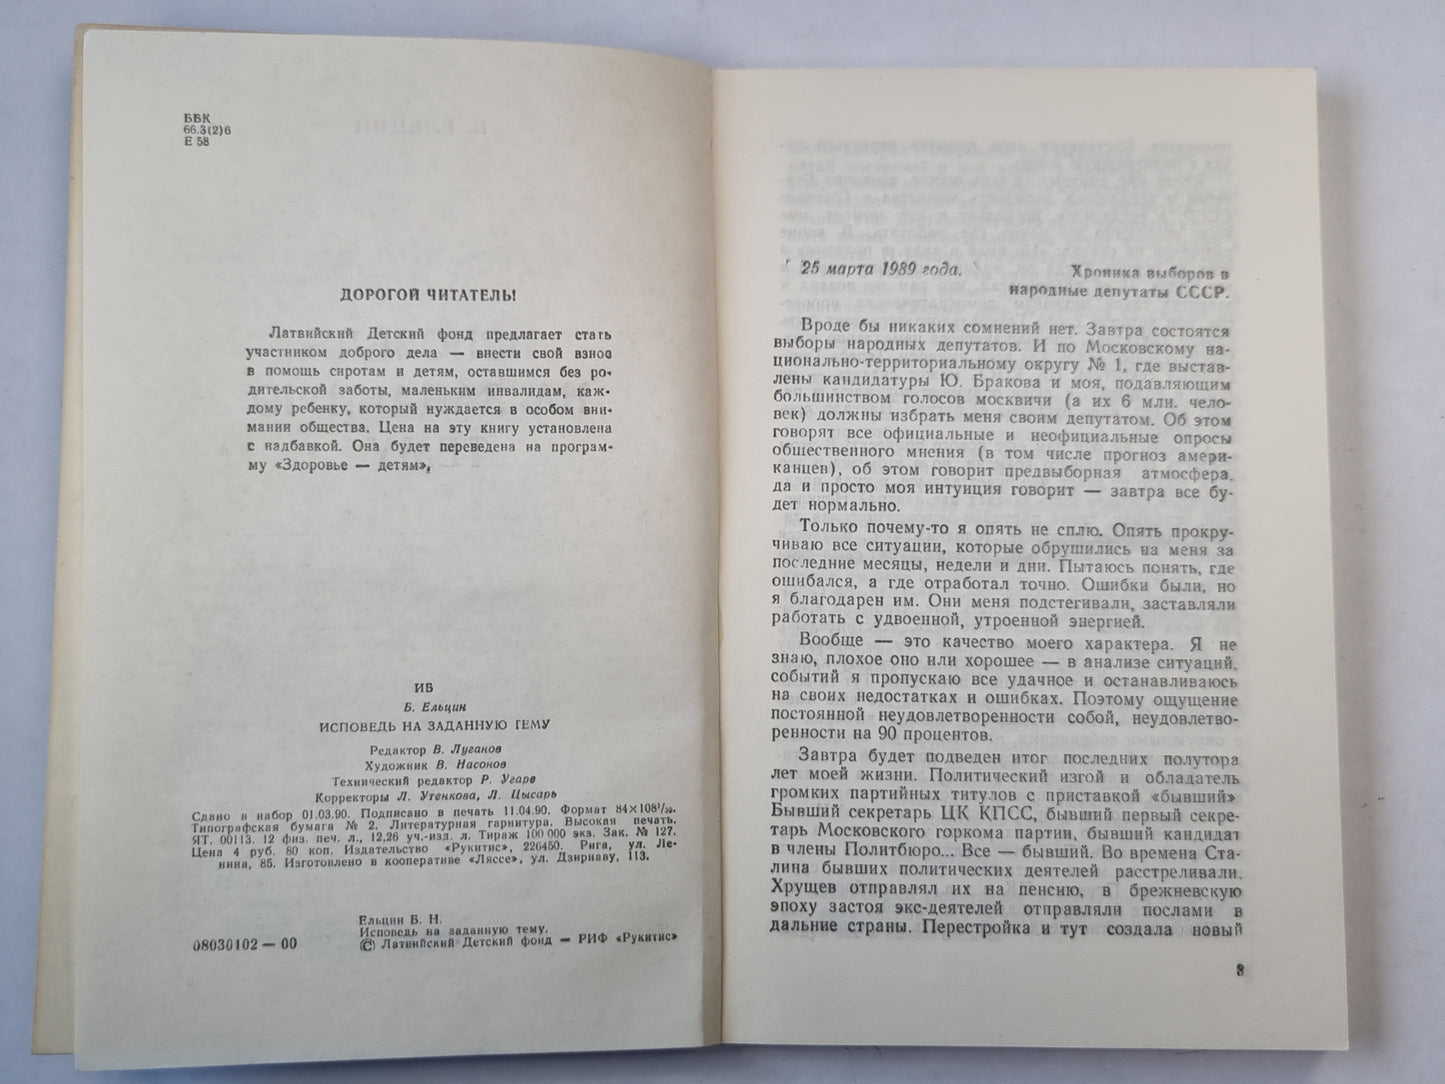 ББК
66.3(2)6
Е 58
ДОРОГОЙ ЧИТАТЕЛЬ!
Латвийский Детский фонд предлагает стать
участником доброго дела — внести свой взнос
в помощь сиротам и детям, оставшимся без ро-
дительской заботы, маленьким инвалидам, каж-
дому ребенку, который нуждается в особом вни-
мании общества. Цена на эту книгу установлена
с надбавкой. Она будет переведена на програм-
му «Здоровье — детям».
ИБ
Б. Ельцин
ИСПОВЕДЬ НА ЗАДАННУЮ ТЕМУ
Редактор В. Луганов
Художник В. Насонов
Технический редактор Р. Угаре
Корректоры Л. Утенкова, Л. Цысарь
Сдано в набор 01.03.90. Подписано в печать 11.04.90. Формат 84×108¹/₃₀.
Типографская бумага № 2. Литературная гарнитура. Высокая печать.
ЯТ. 00113. 12 физ. печ. л., 12,26 уч.-изд. л. Тираж 100 000 экз. Зак. № 127.
Цена 4 руб. 80 коп. Издательство «Рукитис», 226450. Рига, ул. Ле-
нина, 85. Изготовлено в кооперативе «Ляссе», ул. Дзирнаву, 113.
Ельцин Б. Н.
Исповедь на заданную тему.
08030102—00 © Латвийский Детский фонд — РИФ «Рукитис»
25 марта 1989 года. Хроника выборов в
народные депутаты СССР.
Вроде бы никаких сомнений нет. Завтра состоятся
выборы народных депутатов. И по Московскому на-
ционально-территориальному округу № 1, где выстав-
лены кандидатуры Ю. Бракова и моя, подавляющим
большинством голосов москвичи (а их 6 млн. чело-
век) должны избрать меня своим депутатом. Об этом
говорят все официальные и неофициальные опросы
общественного мнения (в том числе прогноз амери-
канцев), об этом говорит предвыборная атмосфера,
да и просто моя интуиция говорит — завтра все бу-
дет нормально.
Только почему-то я опять не сплю. Опять прокру-
чиваю все ситуации, которые обрушились на меня за
последние месяцы, недели и дни. Пытаюсь понять, где
ошибался, а где отработал точно. Ошибки были, но
я благодарен им. Они меня подстегивали, заставляли
работать с удвоенной, утроенной энергией.
Вообще — это качество моего характера. Я не
знаю, плохое оно или хорошее — в анализе ситуаций,
событий я пропускаю все удачное и останавливаюсь
на своих недостатках и ошибках. Поэтому ощущение
постоянной неудовлетворенности собой, неудовлетво-
ренности на 90 процентов.
Завтра будет подведен итог последних полутора
лет моей жизни. Политический изгой и обладатель
громких партийных титулов с приставкой «бывший»
Бывший секретарь ЦК КПСС, бывший первый секре-
тарь Московского горкома партии, бывший кандидат
в члены Политбюро... Все — бывший. Во времена Ста-
лина бывших политических деятелей расстреливали.
Хрущев отправлял их на пенсию, в брежневскую
эпоху застоя экс-деятелей отправляли послами в
дальние страны. Перестройка и тут создала новый